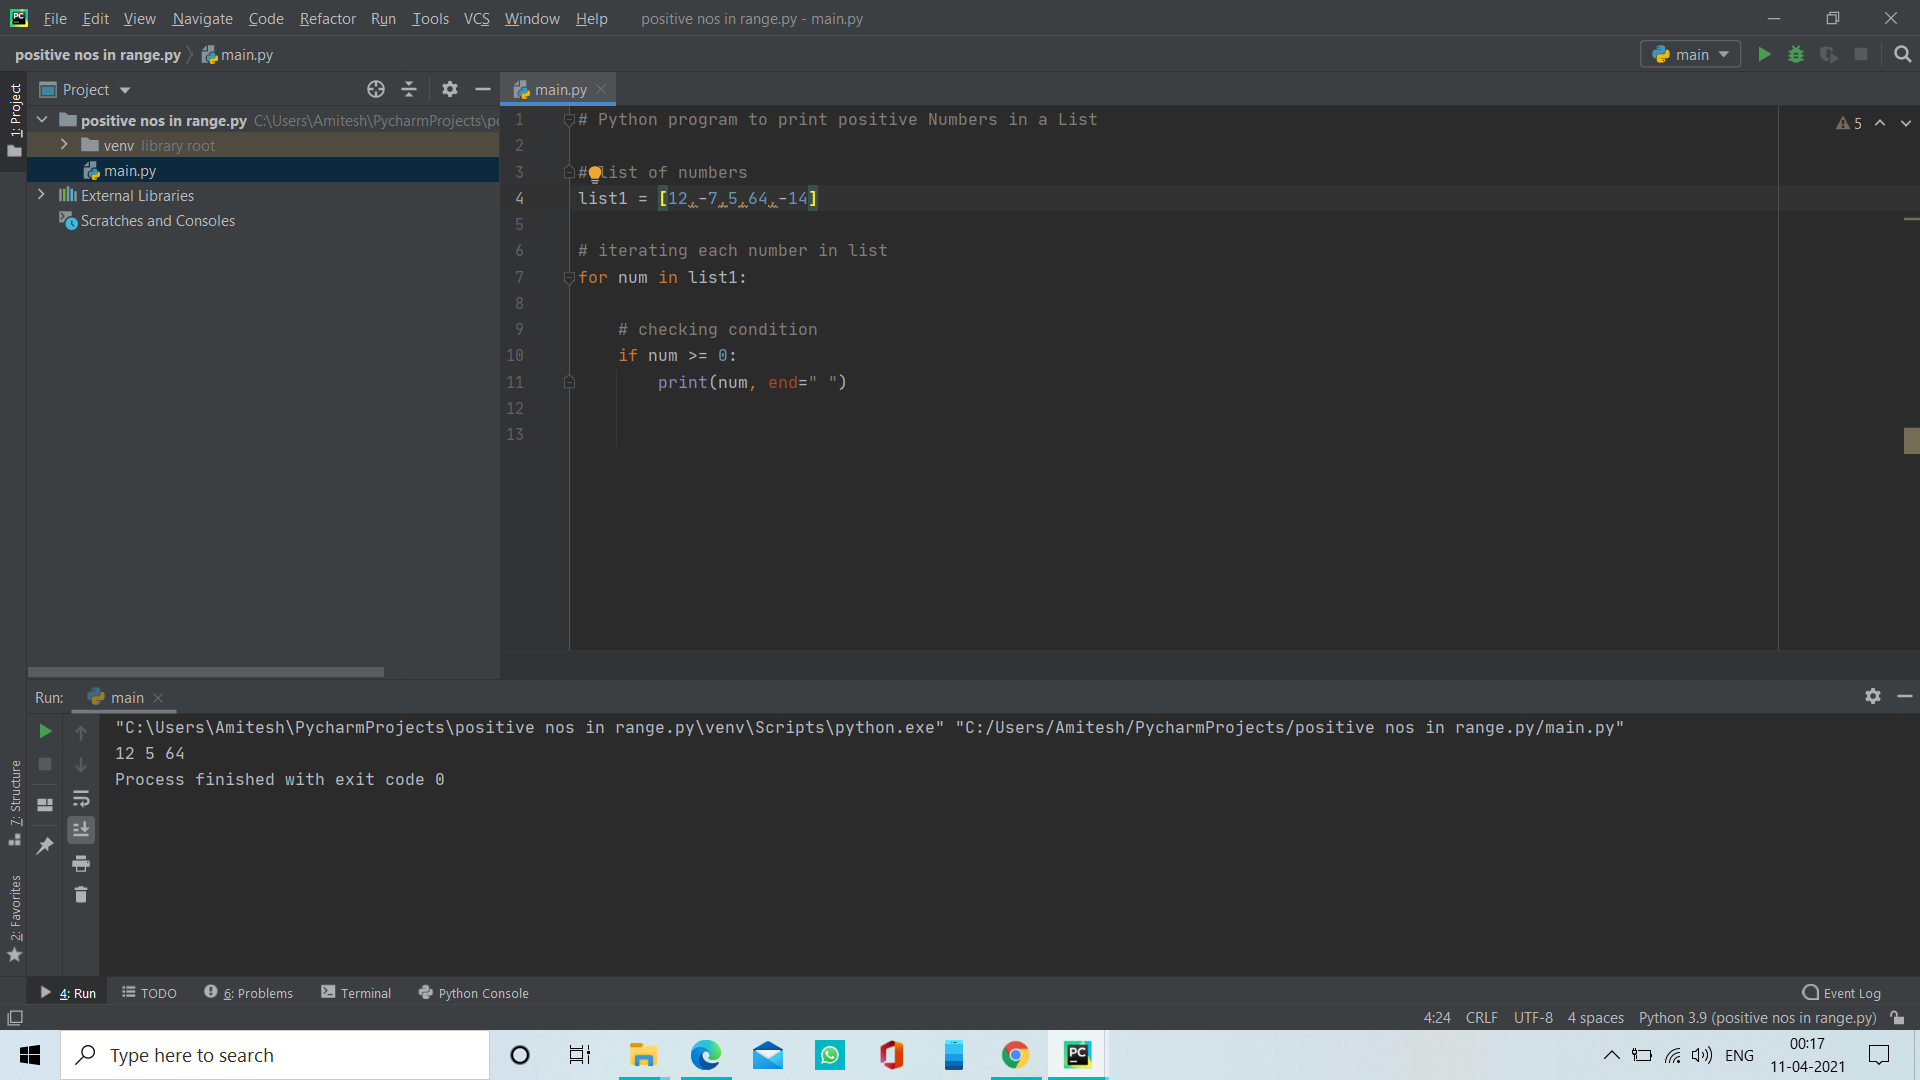 File Edit View Navigate Code Refactor Run Tools VCS Window Help positive nos in range.py - main.py
positive nos in range.py main.py main
1: Project
Project
positive nos in range.py C:\Users\Amitesh\PycharmProjects\
venv library root
main.py
External Libraries
Scratches and Consoles
main.py
5
1 # Python program to print positive Numbers in a List
2
3 # list of numbers
4 list1 = [12,-7,5,64,-14]
5
6 # iterating each number in list
7 for num in list1:
8
9 # checking condition
10 if num >= 0:
11 print(num, end=" ")
12
13
Run: main
"C:\Users\Amitesh\PycharmProjects\positive nos in range.py\venv\Scripts\python.exe" "C:/Users/Amitesh/PycharmProjects/positive nos in range.py/main.py"
12 5 64
Process finished with exit code 0
7: Structure
2: Favorites
4: Run TODO 6: Problems Terminal Python Console Event Log
4:24 CRLF UTF-8 4 spaces Python 3.9 (positive nos in range.py)
Type here to search
PC
ENG
00:17
11-04-2021